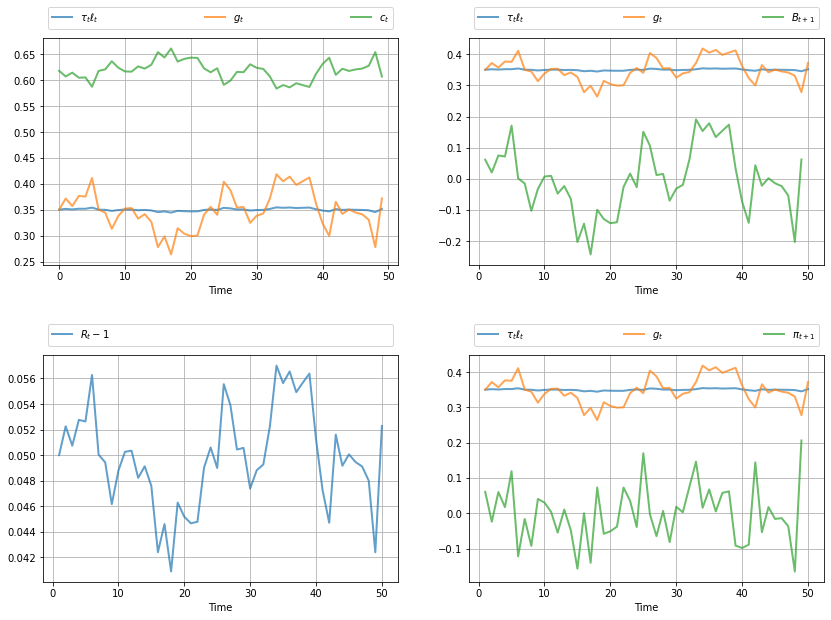 τₜℓₜ gₜ cₜ
0.65
0.60
0.55
0.50
0.45
0.40
0.35
0.30
0.25
0 10 20 30 40 50
Time
τₜℓₜ gₜ Bₜ₊₁
0.4
0.3
0.2
0.1
0.0
−0.1
−0.2
0 10 20 30 40 50
Time
Rₜ − 1
0.056
0.054
0.052
0.050
0.048
0.046
0.044
0.042
0 10 20 30 40 50
Time
τₜℓₜ gₜ πₜ₊₁
0.4
0.3
0.2
0.1
0.0
−0.1
0 10 20 30 40 50
Time